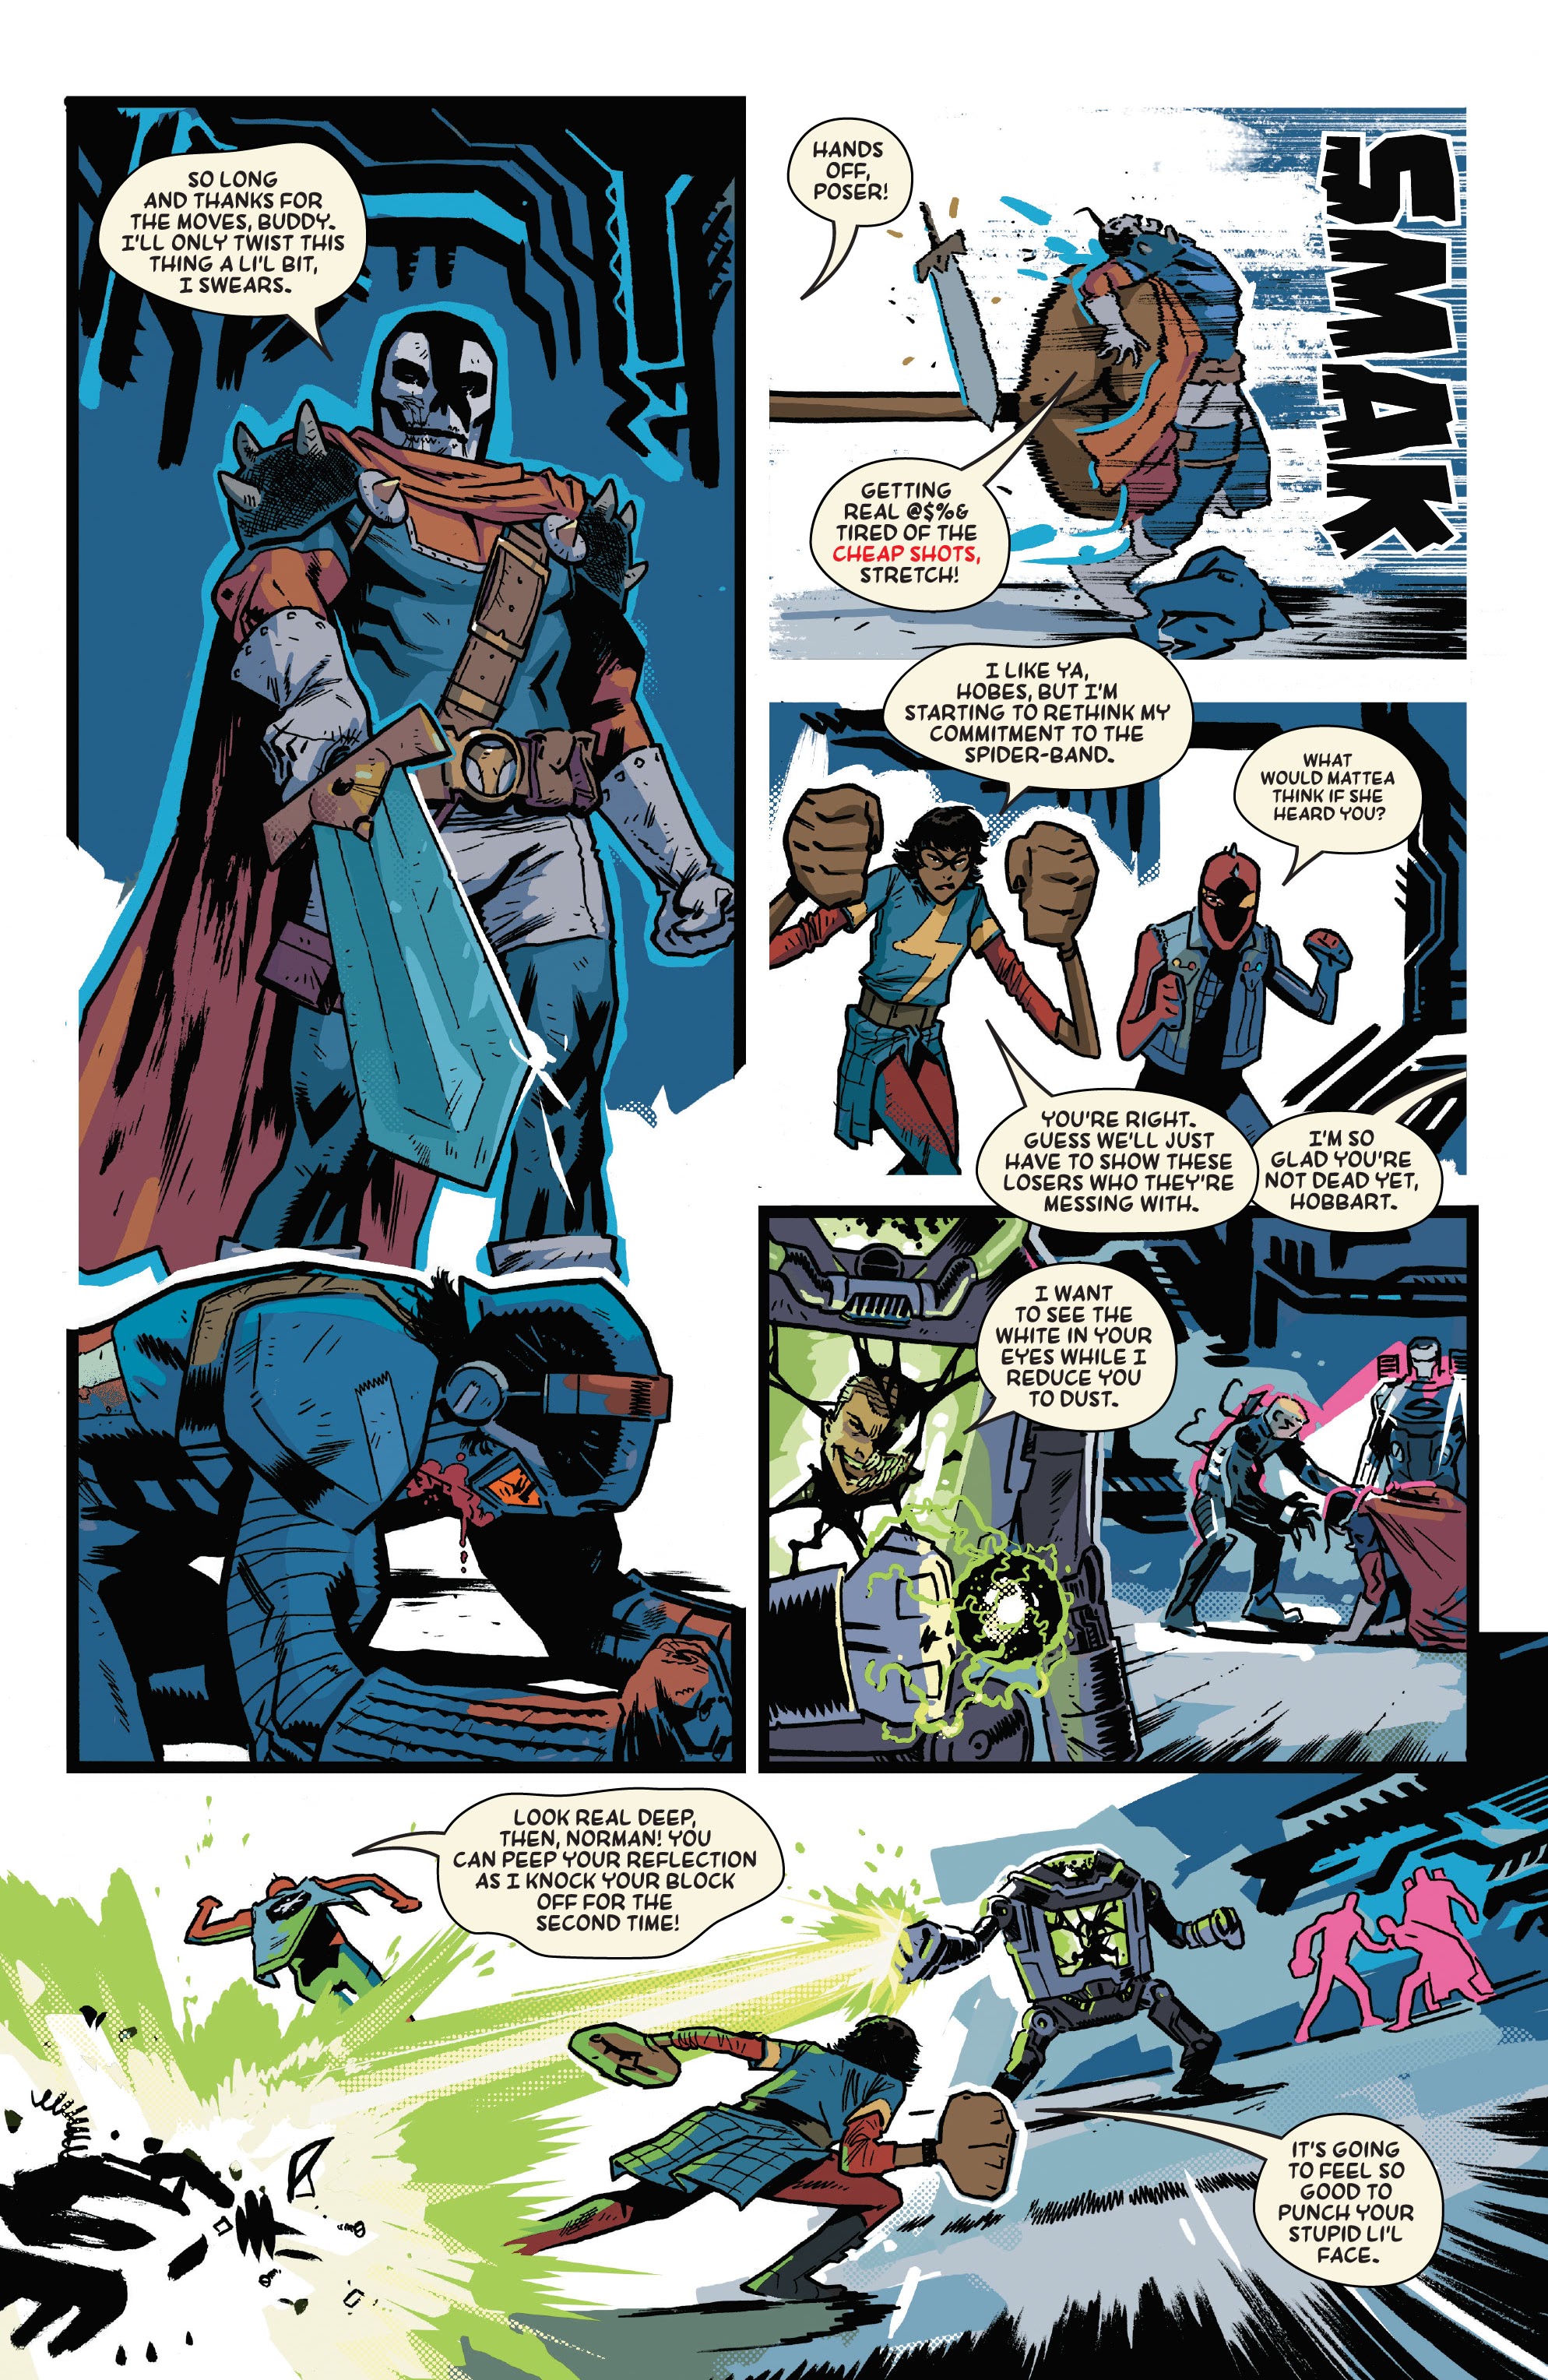 SO LONG
AND THANKS FOR
THE MOVES, BUDDY.
I'LL ONLY TWIST THIS
THING A LI'L BIT,
I SWEARS.
HANDS
OFF,
POSER!
SMAK
GETTING
REAL @$%&
TIRED OF THE
CHEAP SHOTS,
STRETCH!
I LIKE YA,
HOBES, BUT I'M
STARTING TO RETHINK MY
COMMITMENT TO THE
SPIDER-BAND.
WHAT
WOULD MATTEA
THINK IF SHE
HEARD YOU?
YOU'RE RIGHT.
GUESS WE'LL JUST
HAVE TO SHOW THESE
LOSERS WHO THEY'RE
MESSING WITH.
I'M SO
GLAD YOU'RE
NOT DEAD YET,
HOBBART.
I WANT
TO SEE THE
WHITE IN YOUR
EYES WHILE I
REDUCE YOU
TO DUST.
LOOK REAL DEEP,
THEN, NORMAN! YOU
CAN PEEP YOUR REFLECTION
AS I KNOCK YOUR BLOCK
OFF FOR THE
SECOND TIME!
IT'S GOING
TO FEEL SO
GOOD TO
PUNCH YOUR
STUPID LI'L
FACE.